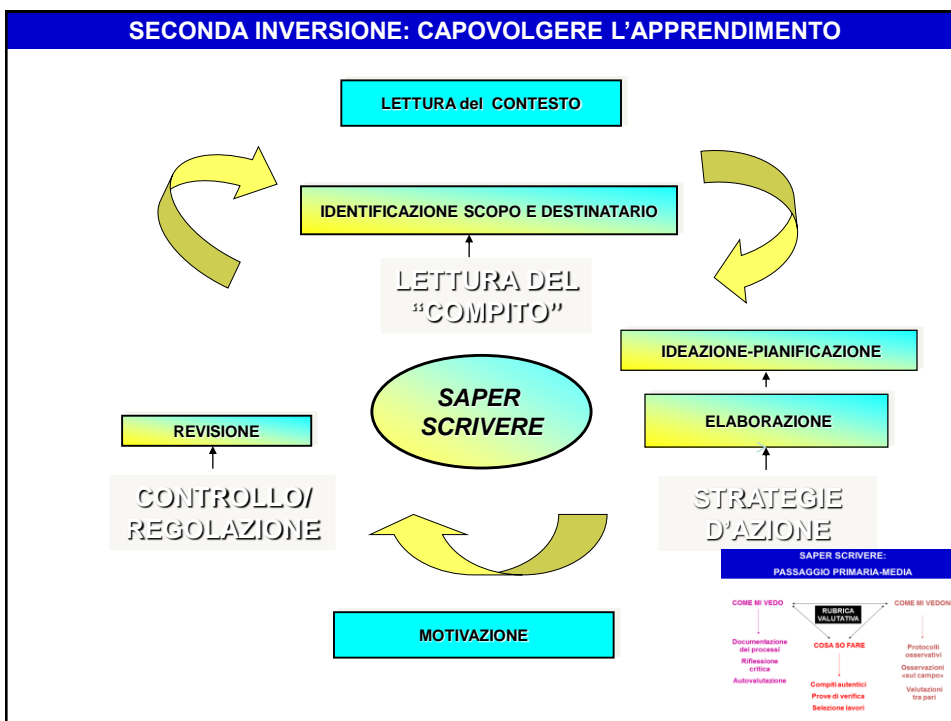 SECONDA INVERSIONE: CAPOVOLGERE L'APPRENDIMENTO
LETTURA del CONTESTO
IDENTIFICAZIONE SCOPO E DESTINATARIO
LETTURA DEL
“COMPITO”
IDEAZIONE-PIANIFICAZIONE
SAPER
SCRIVERE
ELABORAZIONE
REVISIONE
CONTROLLO/
REGOLAZIONE
STRATEGIE
D'AZIONE
MOTIVAZIONE
SAPER SCRIVERE:
PASSAGGIO PRIMARIA-MEDIA
COME MI VEDO
RUBRICA
VALUTATIVA
COME MI VEDONO
Documentazione
dei processi
Riflessione
critica
Autovalutazione
COSA SO FARE
Compiti autentici
Prove di verifica
Selezione lavori
Protocolli
osservativi
Osservazioni
«sul campo»
Valutazioni
tra pari